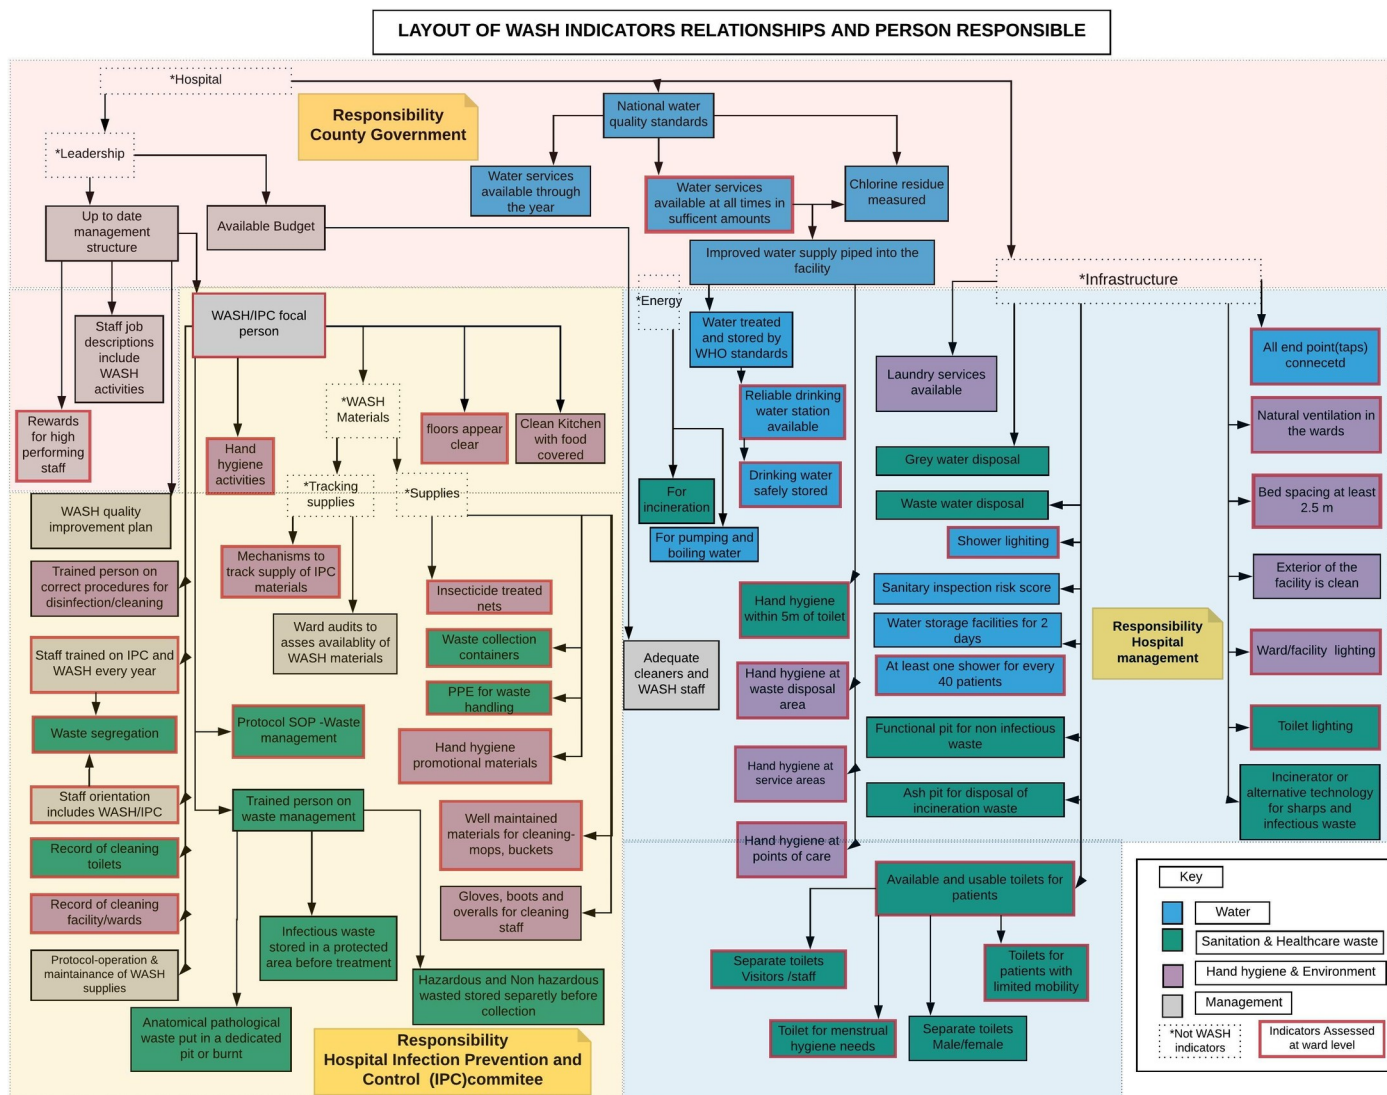 LAYOUT OF WASH INDICATORS RELATIONSHIPS AND PERSON RESPONSIBLE
*Hospital
Responsibility
County Government
National water
quality standards
*Leadership
Water services
available through
the year
Water services
available at all times in
sufficent amounts
Chlorine residue
measured
Up to date
management
structure
Available Budget
Improved water supply piped into the
facility
*Infrastructure
*Energy
WASH/IPC focal
person
Staff job
descriptions
include
WASH
activities
Water treated
and stored by
WHO standards
All end point(taps)
connecetd
Laundry services
available
Rewards
for high
performing
staff
*WASH
Materials
floors appear
clear
Clean Kitchen
with food
covered
Reliable drinking
water station
available
Natural ventilation in
the wards
Hand
hygiene
activities
Grey water disposal
*Tracking
supplies
*Supplies
Drinking water
safely stored
For
incineration
Waste water disposal
Bed spacing at least
2.5 m
WASH quality
improvement plan
For pumping and
boiling water
Shower lighiting
Mechanisms to
track supply of IPC
materials
Trained person on
correct procedures for
disinfection/cleaning
Insecticide treated
nets
Hand hygiene
within 5m of toilet
Sanitary inspection risk score
Exterior of the
facility is clean
Ward audits to
asses availablity of
WASH materials
Waste collection
containers
Water storage facilities for 2
days
Responsibility
Hospital
management
Staff trained on IPC and
WASH every year
Adequate
cleaners and
WASH staff
Hand hygiene at
waste disposal
area
At least one shower for every
40 patients
Ward/facility lighting
PPE for waste
handling
Waste segregation
Protocol SOP -Waste
management
Hand hygiene
promotional materials
Functional pit for non infectious
waste
Toilet lighting
Hand hygiene at
service areas
Staff orientation
includes WASH/IPC
Trained person on
waste management
Well maintained
materials for cleaning-
mops, buckets
Ash pit for disposal of
incineration waste
Incinerator or
alternative technology
for sharps and
infectious waste
Record of cleaning
toilets
Hand hygiene at
points of care
Available and usable toilets for
patients
Record of cleaning
facility/wards
Gloves, boots and
overalls for cleaning
staff
Infectious waste
stored in a protected
area before treatment
Protocol-operation &
maintainance of WASH
supplies
Hazardous and Non hazardous
wasted stored separetly before
collection
Separate toilets
Visitors /staff
Toilets for
patients with
limited mobility
Anatomical pathological
waste put in a dedicated
pit or burnt
Toilet for menstrual
hygiene needs
Separate toilets
Male/female
Responsibility
Hospital Infection Prevention and
Control (IPC)commitee
Key
Water
Sanitation & Healthcare waste
Hand hygiene & Environment
Management
*Not WASH
indicators
Indicators Assessed
at ward level